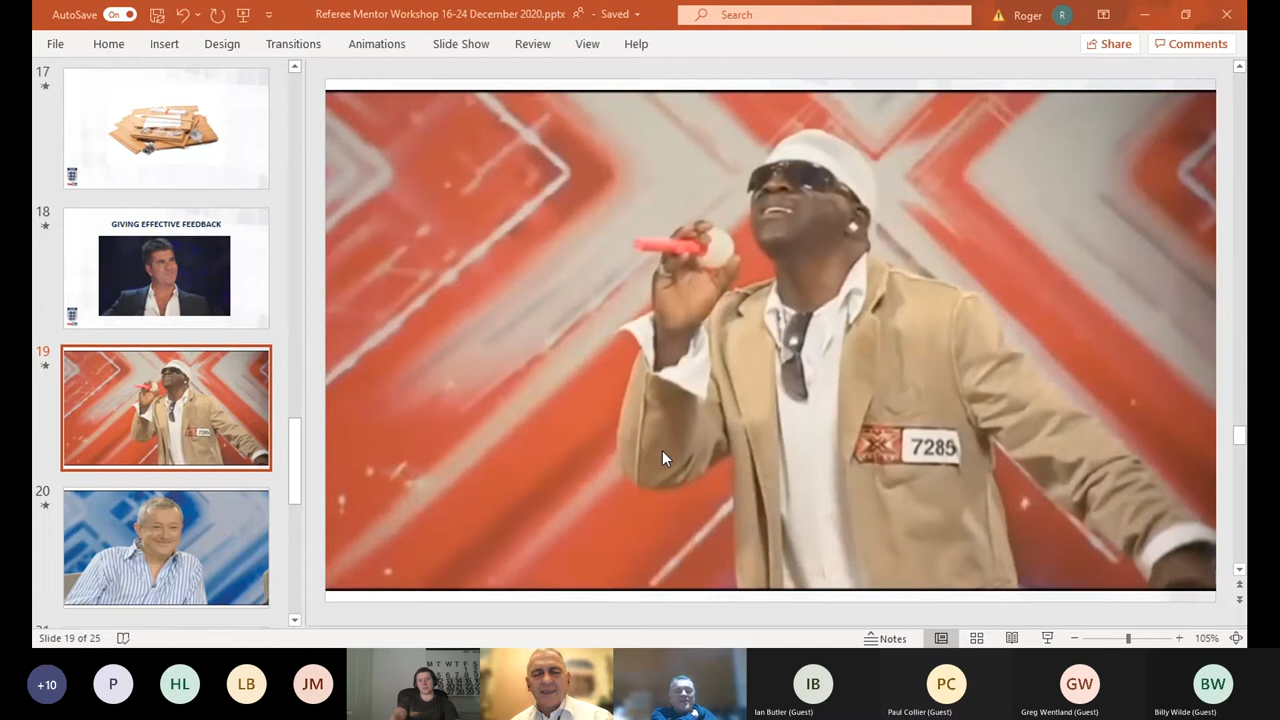 AutoSave On
Referee Mentor Workshop 16-24 December 2020.pptx - Saved
Search
Roger R
File Home Insert Design Transitions Animations Slide Show Review View Help
Share Comments
17
18
GIVING EFFECTIVE FEEDBACK
19
20
7285
Slide 19 of 25
Notes
105%
M T W T F S
+10 P HL LB JM IB PC GW BW
Ian Butler (Guest) Paul Collier (Guest) Greg Wentland (Guest) Billy Wilde (Guest)